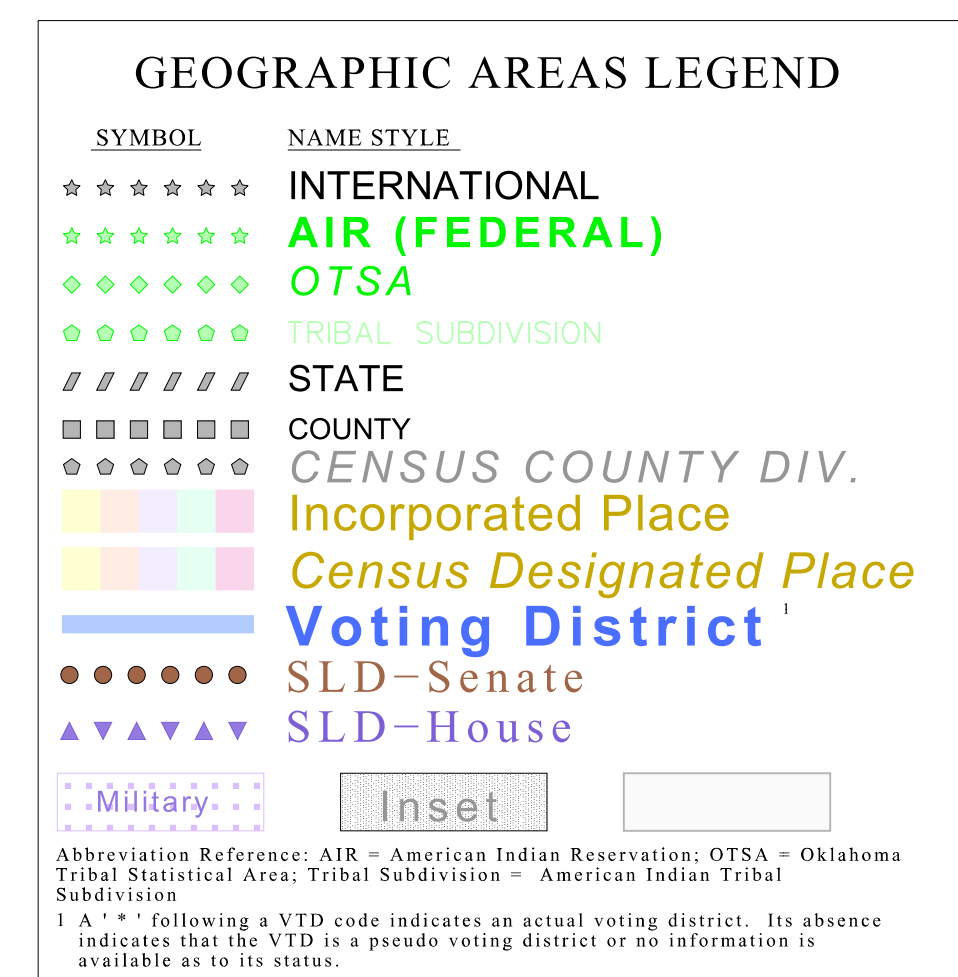 GEOGRAPHIC AREAS LEGEND
SYMBOL NAME STYLE
INTERNATIONAL
AIR (FEDERAL)
OTSA
TRIBAL SUBDIVISION
STATE
COUNTY
CENSUS COUNTY DIV.
Incorporated Place
Census Designated Place
Voting District 1
SLD−Senate
SLD−House
Military Inset
Abbreviation Reference: AIR = American Indian Reservation; OTSA = Oklahoma
Tribal Statistical Area; Tribal Subdivision = American Indian Tribal
Subdivision
1 A ' * ' following a VTD code indicates an actual voting district. Its absence
indicates that the VTD is a pseudo voting district or no information is
available as to its status.